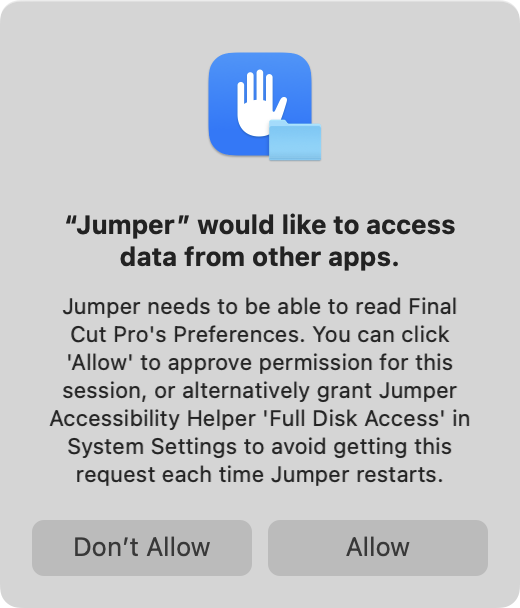 “Jumper” would like to access
data from other apps.
Jumper needs to be able to read Final
Cut Pro's Preferences. You can click
'Allow' to approve permission for this
session, or alternatively grant Jumper
Accessibility Helper 'Full Disk Access' in
System Settings to avoid getting this
request each time Jumper restarts.
Don’t Allow
Allow